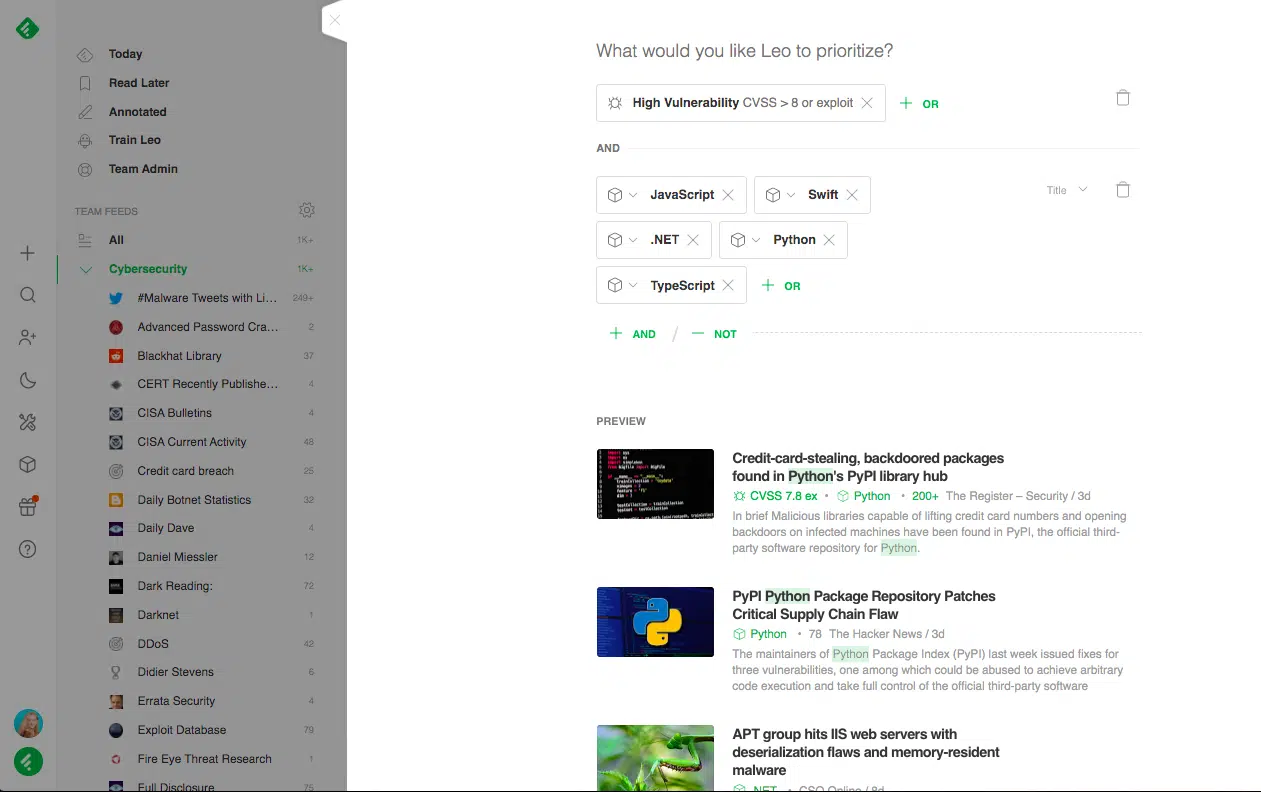 Today
Read Later
Annotated
Train Leo
Team Admin
TEAM FEEDS
All 1K+
Cybersecurity 1K+
#Malware Tweets with Li... 249+
Advanced Password Cra... 2
Blackhat Library 37
CERT Recently Publishe... 4
CISA Bulletins 4
CISA Current Activity 48
Credit card breach 25
Daily Botnet Statistics 32
Daily Dave 4
Daniel Miessler 12
Dark Reading: 72
Darknet 1
DDoS 42
Didier Stevens 6
Errata Security 4
Exploit Database 79
Fire Eye Threat Research 1
Full Disclosure 75
What would you like Leo to prioritize?
High Vulnerability CVSS > 8 or exploit
OR
AND
JavaScript Swift Title
.NET Python
TypeScript OR
AND / NOT
PREVIEW
Credit-card-stealing, backdoored packages
found in Python's PyPI library hub
CVSS 7.8 ex • Python • 200+ The Register – Security / 3d
In brief Malicious libraries capable of lifting credit card numbers and opening
backdoors on infected machines have been found in PyPI, the official third-
party software repository for Python.
PyPI Python Package Repository Patches
Critical Supply Chain Flaw
Python • 78 The Hacker News / 3d
The maintainers of Python Package Index (PyPI) last week issued fixes for
three vulnerabilities, one among which could be abused to achieve arbitrary
code execution and take full control of the official third-party software
APT group hits IIS web servers with
deserialization flaws and memory-resident
malware
.NET • CSO Online / 8d